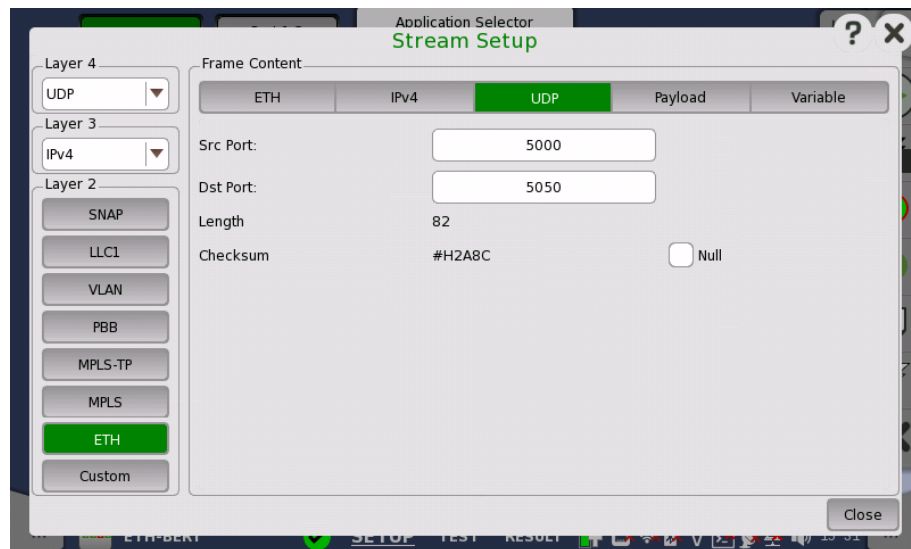 Application Selector
Stream Setup
?
Layer 4
UDP
Layer 3
IPv4
Layer 2
SNAP
LLC1
VLAN
PBB
MPLS-TP
MPLS
ETH
Custom
Frame Content
ETH IPv4 UDP Payload Variable
Src Port: 5000
Dst Port: 5050
Length 82
Checksum #H2A8C Null
Close
ETH-BERT SETUP TEST RESULT